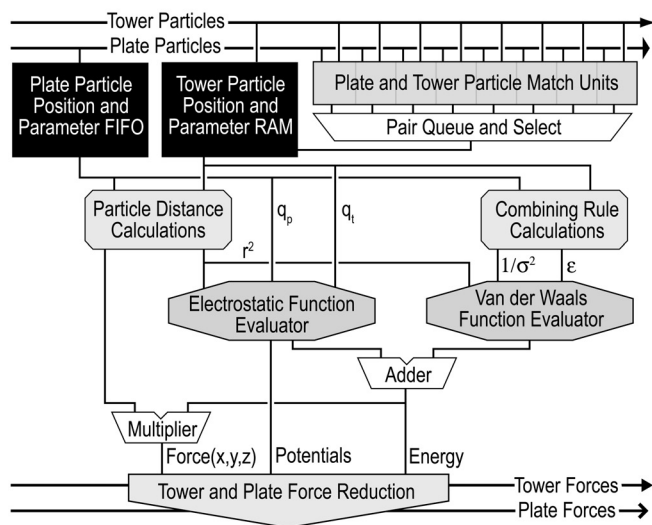 Tower Particles
Plate Particles
Plate Particle
Position and
Parameter FIFO
Tower Particle
Position and
Parameter RAM
Plate and Tower Particle Match Units
Pair Queue and Select
Particle Distance
Calculations
qp
qt
Combining Rule
Calculations
r²
1/σ²
ε
Electrostatic Function
Evaluator
Van der Waals
Function Evaluator
Adder
Multiplier
Force(x,y,z)
Potentials
Energy
Tower and Plate Force Reduction
Tower Forces
Plate Forces